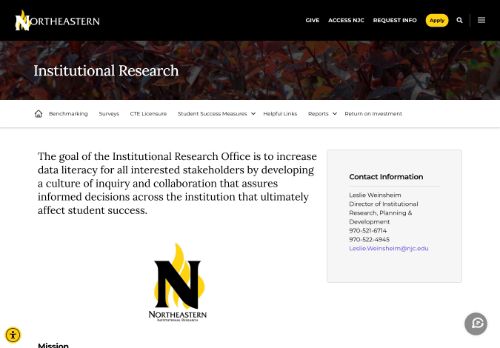 NORTHEASTERN
GIVE ACCESS NJC REQUEST INFO Apply
Institutional Research
Benchmarking Surveys CTE Licensure Student Success Measures Helpful Links Reports Return on Investment
The goal of the Institutional Research Office is to increase
data literacy for all interested stakeholders by developing
a culture of inquiry and collaboration that assures
informed decisions across the institution that ultimately
affect student success.
Contact Information
Leslie Weinsheim
Director of Institutional
Research, Planning &
Development
970-521-6714
970-522-4945
Leslie.Weinsheim@njc.edu
N
NORTHEASTERN
INSTITUTIONAL RESEARCH
Mission